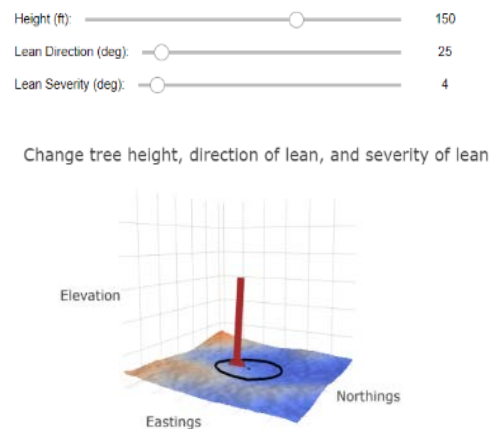 Height (ft): 150
Lean Direction (deg): 25
Lean Severity (deg): 4
Change tree height, direction of lean, and severity of lean
Elevation
Northings
Eastings